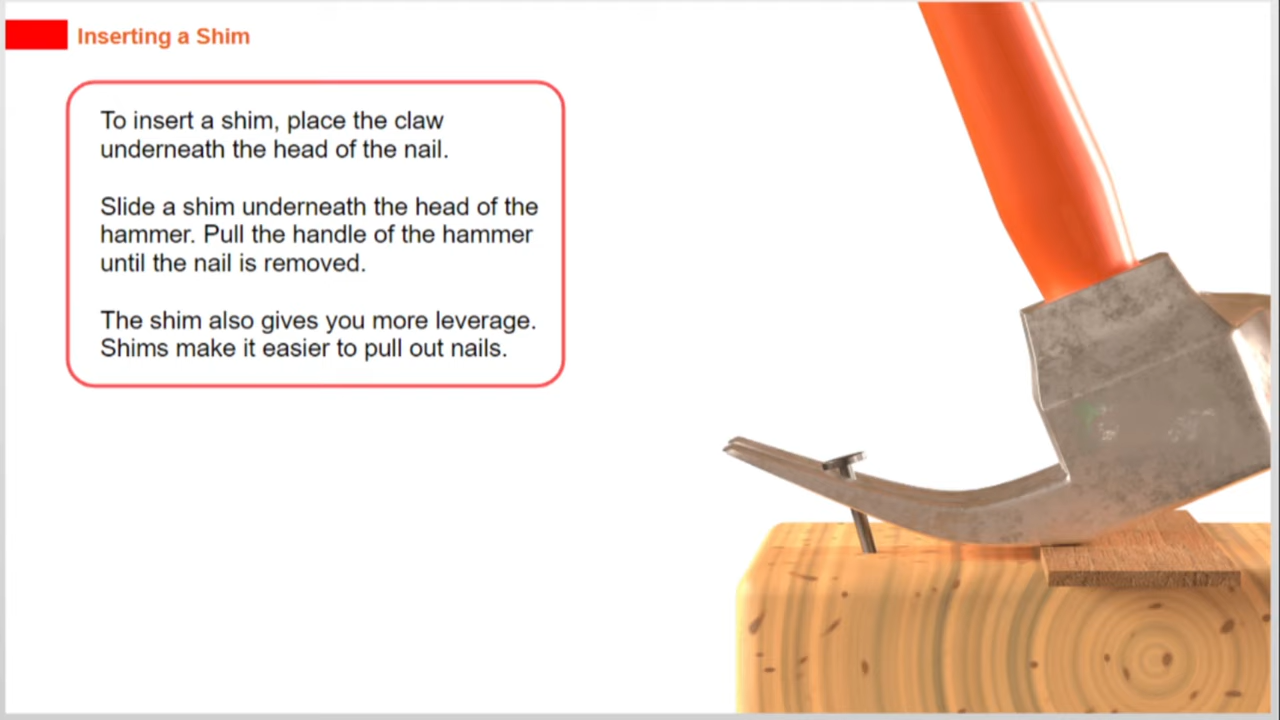 Inserting a Shim
To insert a shim, place the claw
underneath the head of the nail.
Slide a shim underneath the head of the
hammer. Pull the handle of the hammer
until the nail is removed.
The shim also gives you more leverage.
Shims make it easier to pull out nails.